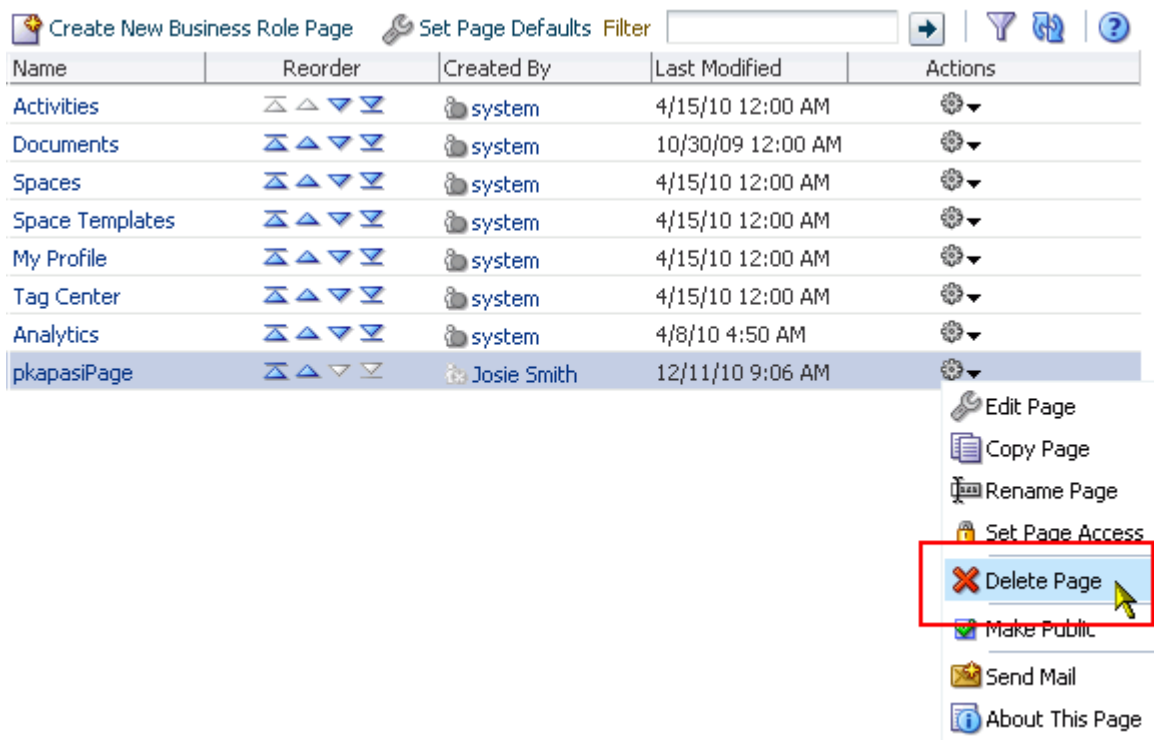 Create New Business Role Page Set Page Defaults Filter
Name Reorder Created By Last Modified Actions
Activities system 4/15/10 12:00 AM
Documents system 10/30/09 12:00 AM
Spaces system 4/15/10 12:00 AM
Space Templates system 4/15/10 12:00 AM
My Profile system 4/15/10 12:00 AM
Tag Center system 4/15/10 12:00 AM
Analytics system 4/8/10 4:50 AM
pkapasiPage Josie Smith 12/11/10 9:06 AM
Edit Page
Copy Page
Rename Page
Set Page Access
Delete Page
Make Public
Send Mail
About This Page